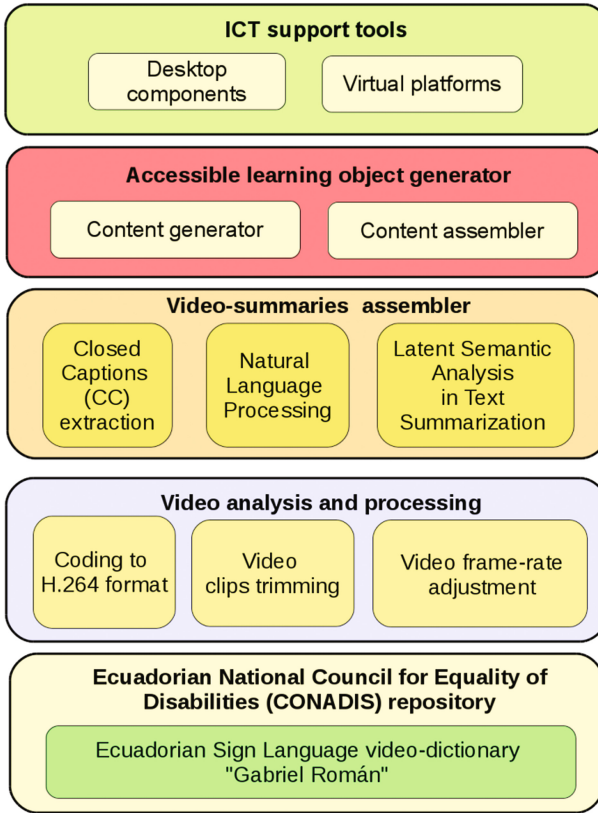 ICT support tools
Desktop
components
Virtual platforms
Accessible learning object generator
Content generator
Content assembler
Video-summaries assembler
Closed
Captions
(CC)
extraction
Natural
Language
Processing
Latent Semantic
Analysis
in Text
Summarization
Video analysis and processing
Coding to
H.264 format
Video
clips trimming
Video frame-rate
adjustment
Ecuadorian National Council for Equality of
Disabilities (CONADIS) repository
Ecuadorian Sign Language video-dictionary
"Gabriel Román"